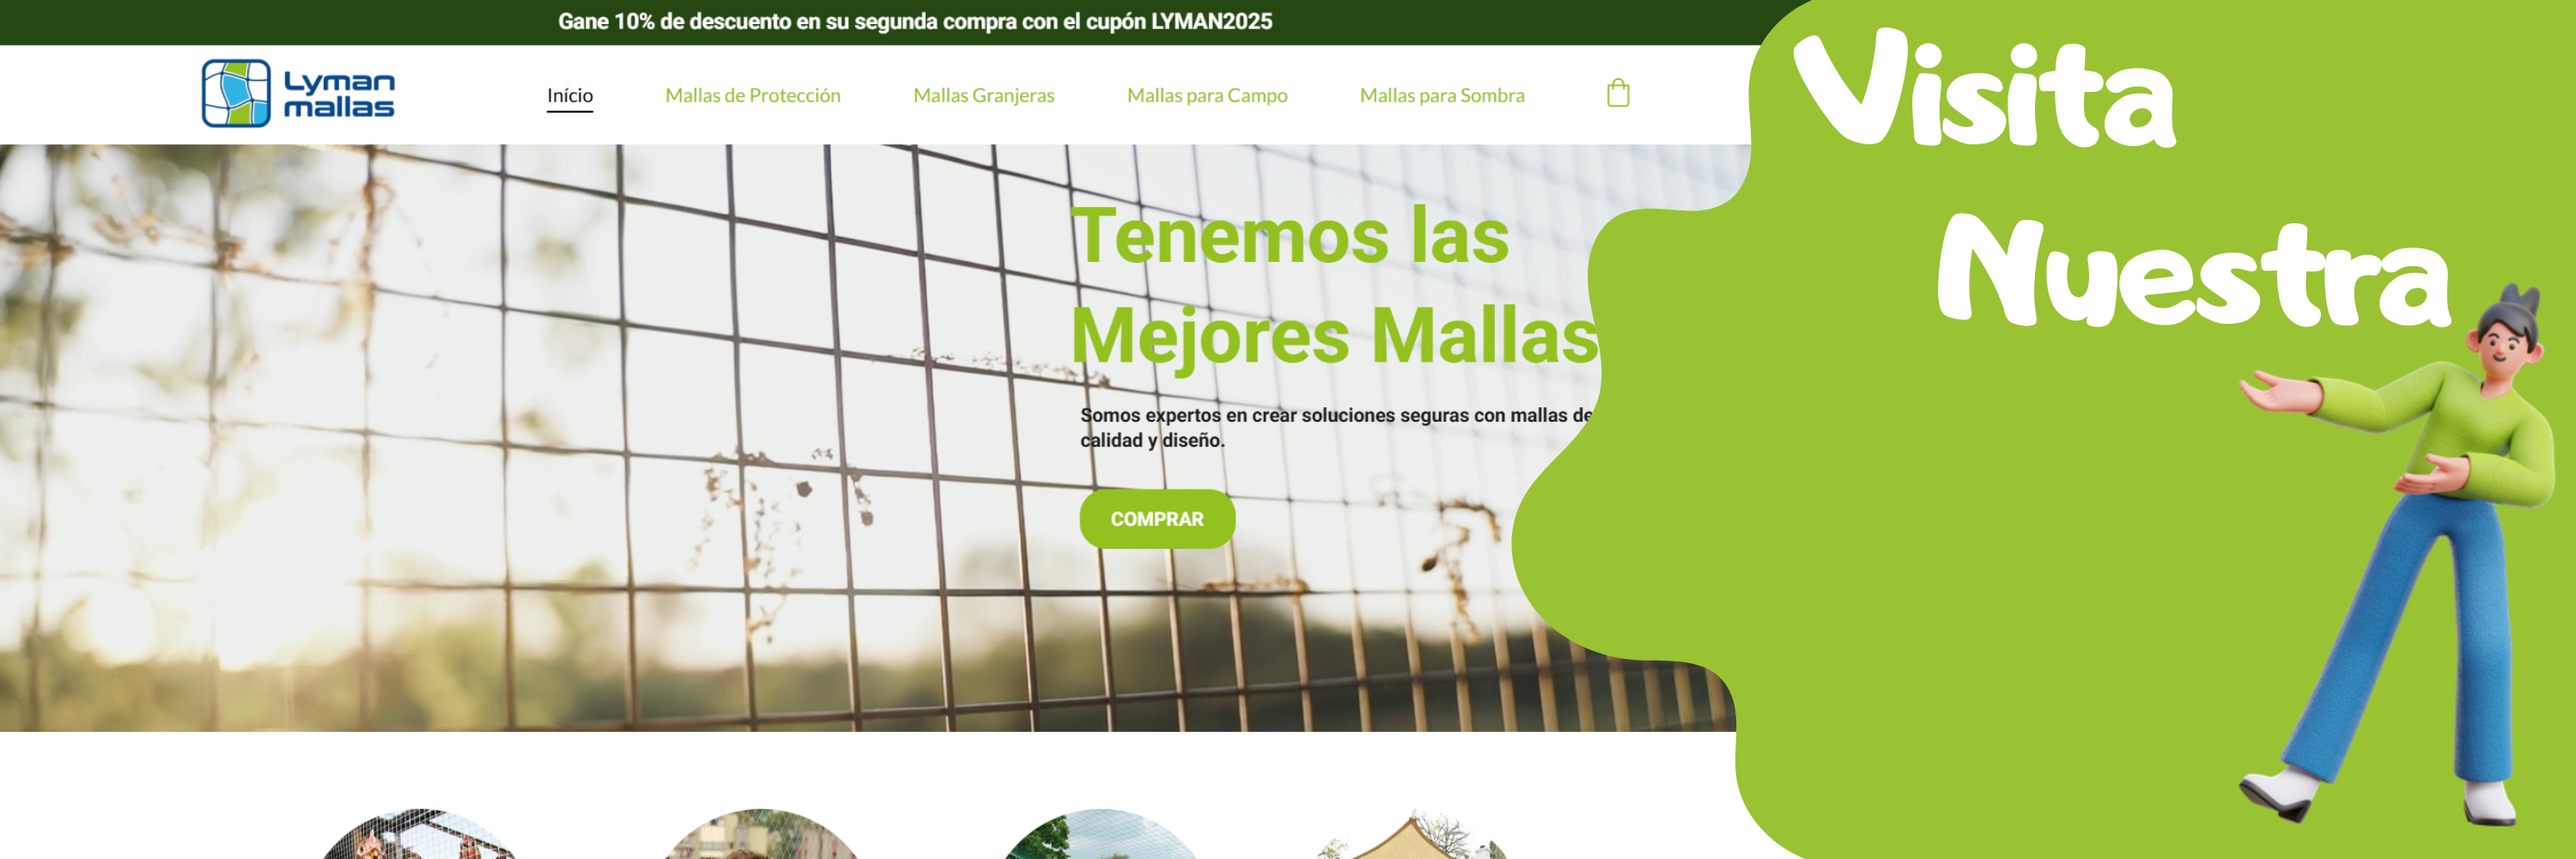 Gane 10% de descuento en su segunda compra con el cupón LYMAN2025
Lyman
mallas
Início
Mallas de Protección
Mallas Granjeras
Mallas para Campo
Mallas para Sombra
Tenemos las
Mejores Mallas
Somos expertos en crear soluciones seguras con mallas de
calidad y diseño.
COMPRAR
Visita
Nuestra